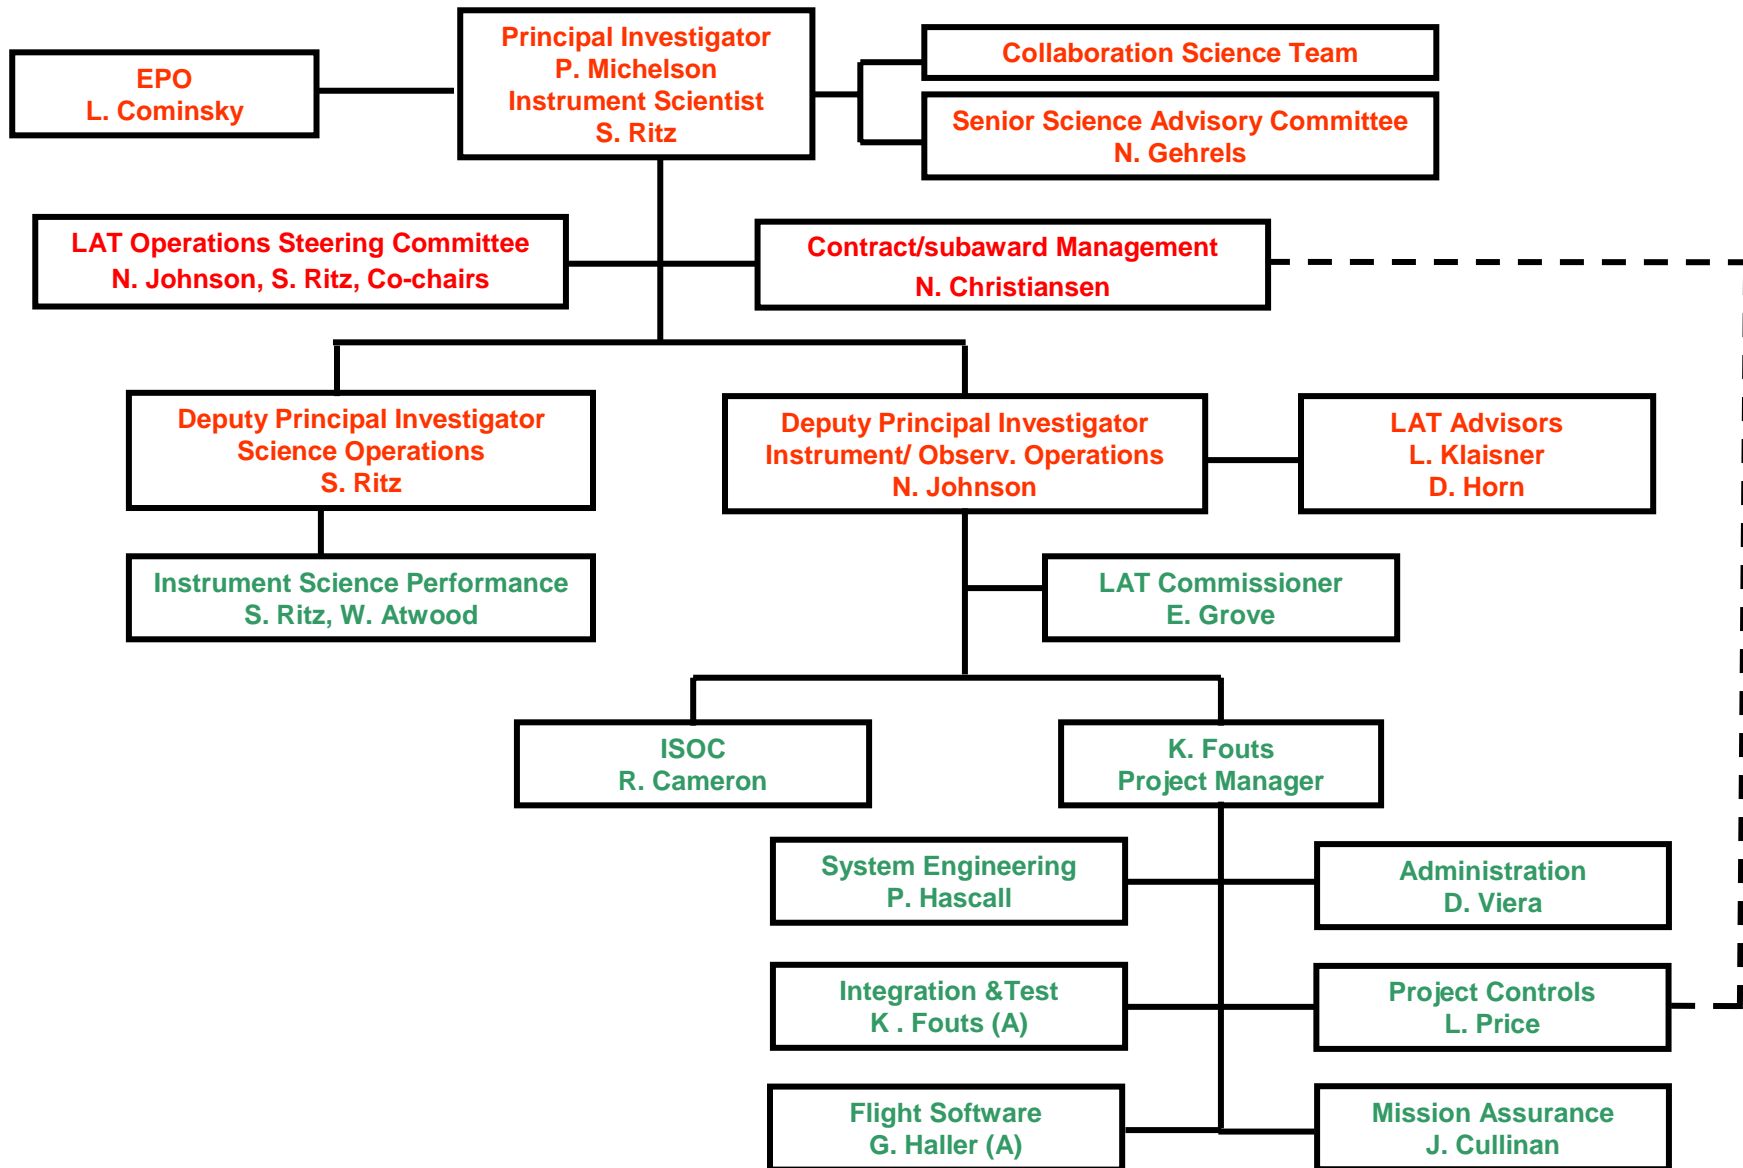 Principal Investigator
P. Michelson
Instrument Scientist
S. Ritz
EPO
L. Cominsky
Collaboration Science Team
Senior Science Advisory Committee
N. Gehrels
LAT Operations Steering Committee
N. Johnson, S. Ritz, Co-chairs
Contract/subaward Management
N. Christiansen
Deputy Principal Investigator
Science Operations
S. Ritz
Deputy Principal Investigator
Instrument/ Observ. Operations
N. Johnson
LAT Advisors
L. Klaisner
D. Horn
Instrument Science Performance
S. Ritz, W. Atwood
LAT Commissioner
E. Grove
ISOC
R. Cameron
K. Fouts
Project Manager
System Engineering
P. Hascall
Administration
D. Viera
Integration &Test
K . Fouts (A)
Project Controls
L. Price
Flight Software
G. Haller (A)
Mission Assurance
J. Cullinan